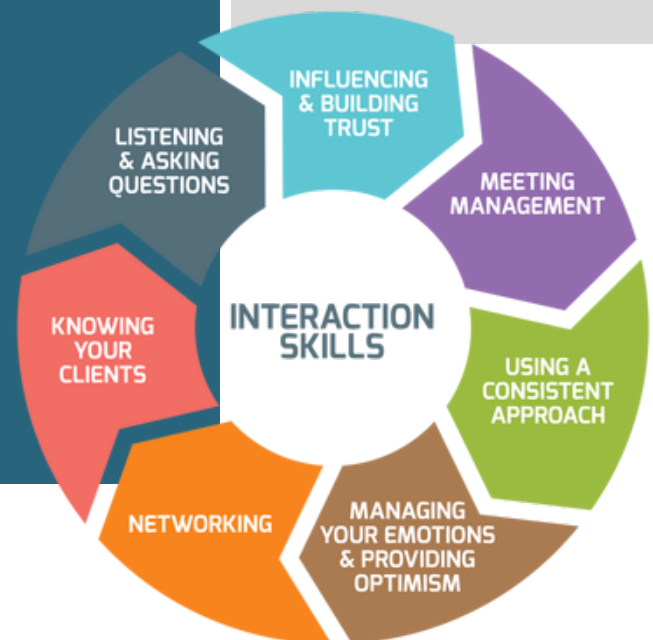 INFLUENCING
& BUILDING
TRUST
MEETING
MANAGEMENT
USING A
CONSISTENT
APPROACH
MANAGING
YOUR EMOTIONS
& PROVIDING
OPTIMISM
NETWORKING
KNOWING
YOUR
CLIENTS
LISTENING
& ASKING
QUESTIONS
INTERACTION
SKILLS